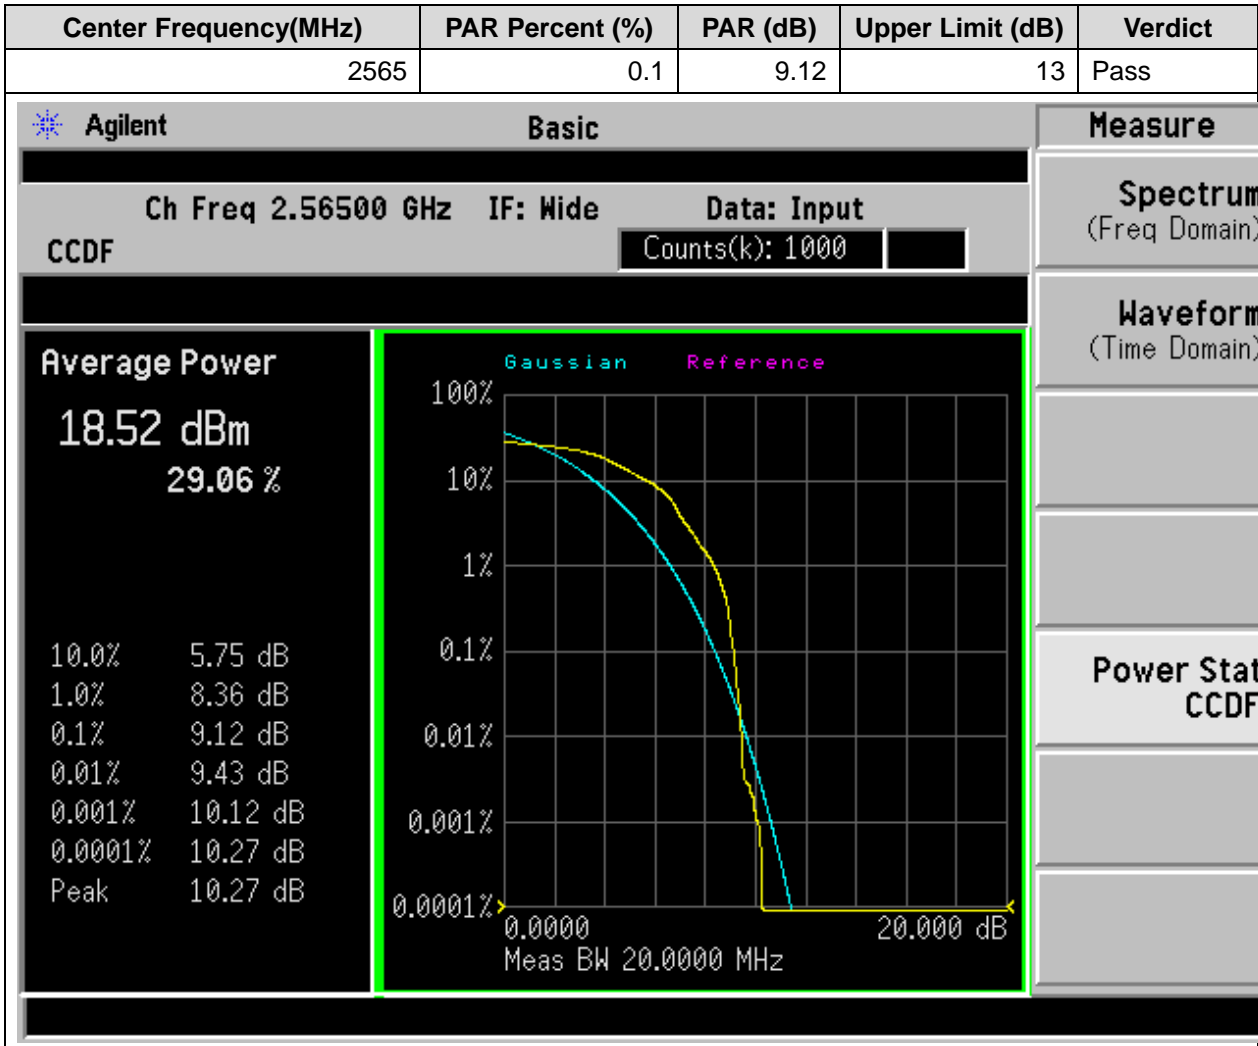 Center Frequency(MHz) PAR Percent (%) PAR (dB) Upper Limit (dB) Verdict
2565 0.1 9.12 13 Pass
Agilent Basic Measure
Ch Freq 2.56500 GHz IF: Wide Data: Input
CCDF Counts(k): 1000
Spectrum
(Freq Domain)
Waveform
(Time Domain)
Power Stat
CCDF
Average Power
18.52 dBm
29.06 %
10.0% 5.75 dB
1.0% 8.36 dB
0.1% 9.12 dB
0.01% 9.43 dB
0.001% 10.12 dB
0.0001% 10.27 dB
Peak 10.27 dB
Gaussian Reference
100%
10%
1%
0.1%
0.01%
0.001%
0.0001%
0.0000 20.000 dB
Meas BW 20.0000 MHz